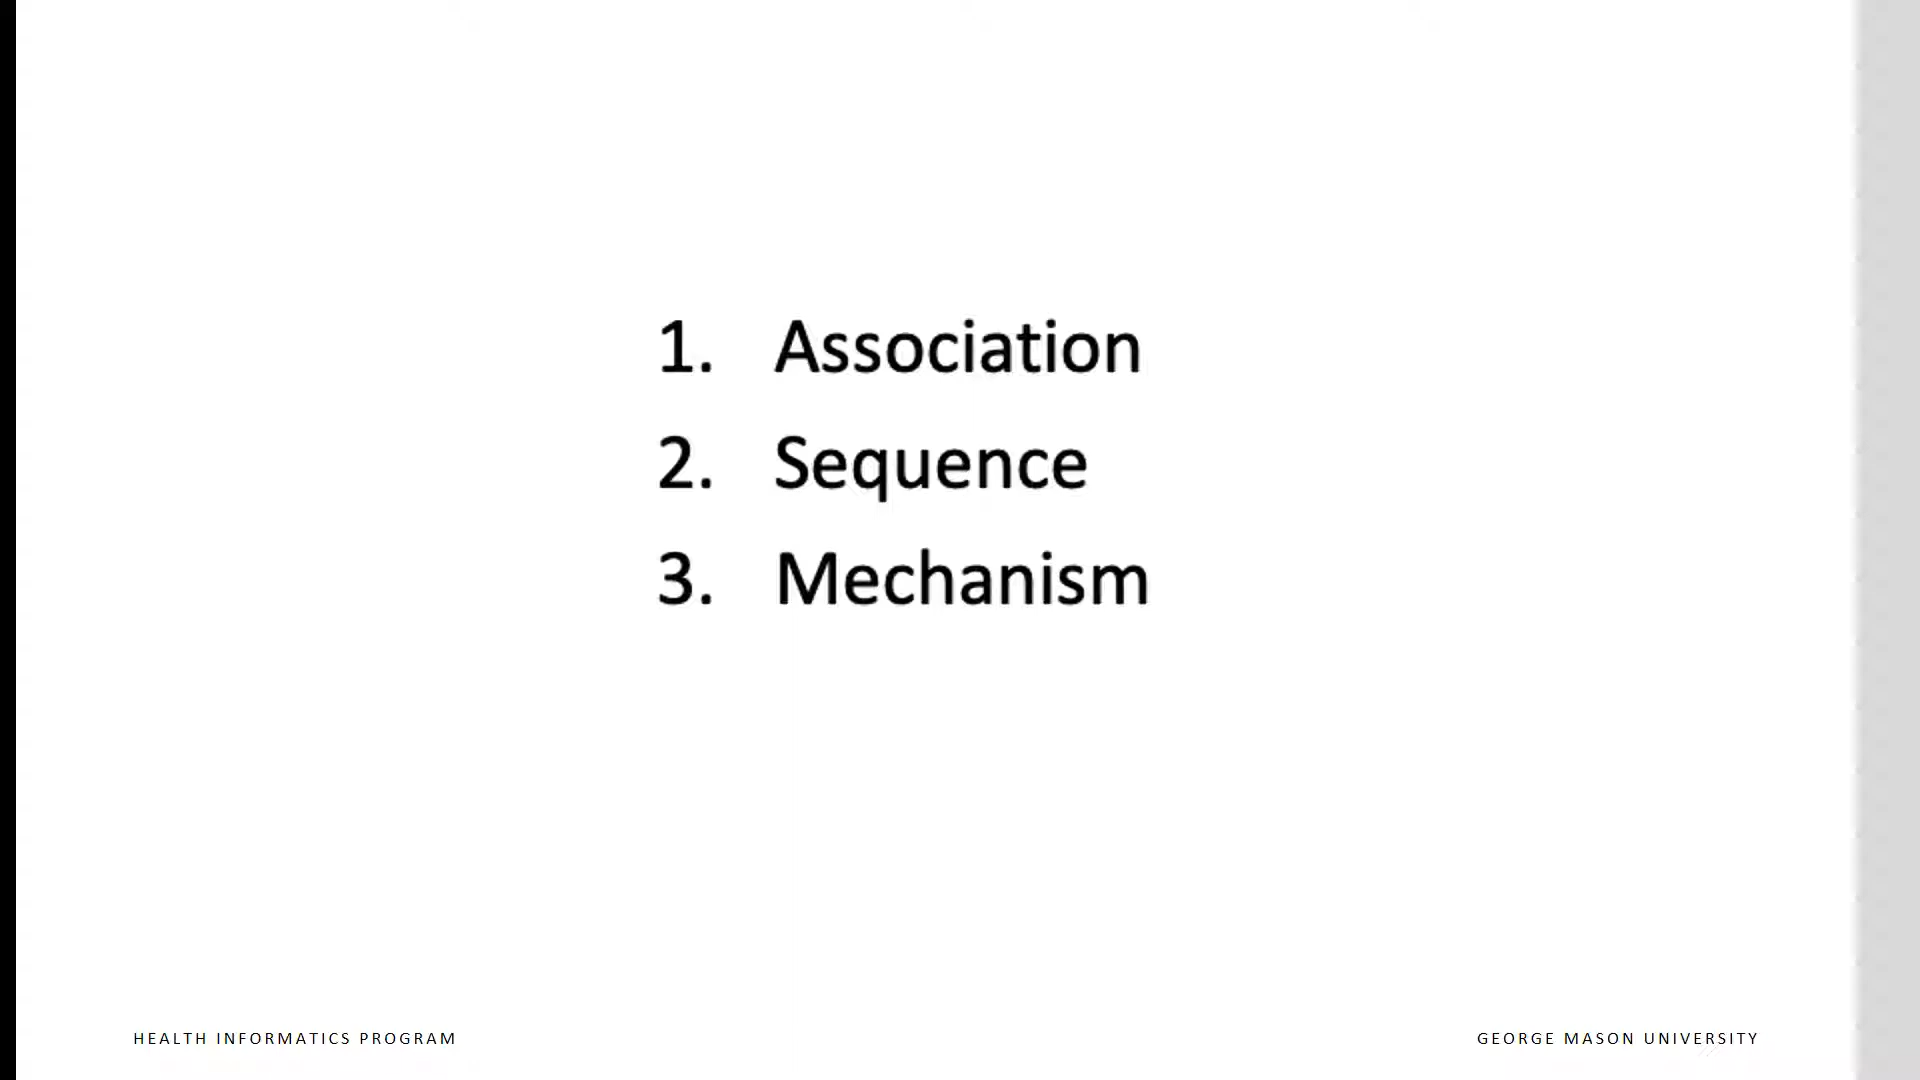 1. Association
2. Sequence
3. Mechanism
HEALTH INFORMATICS PROGRAM
GEORGE MASON UNIVERSITY